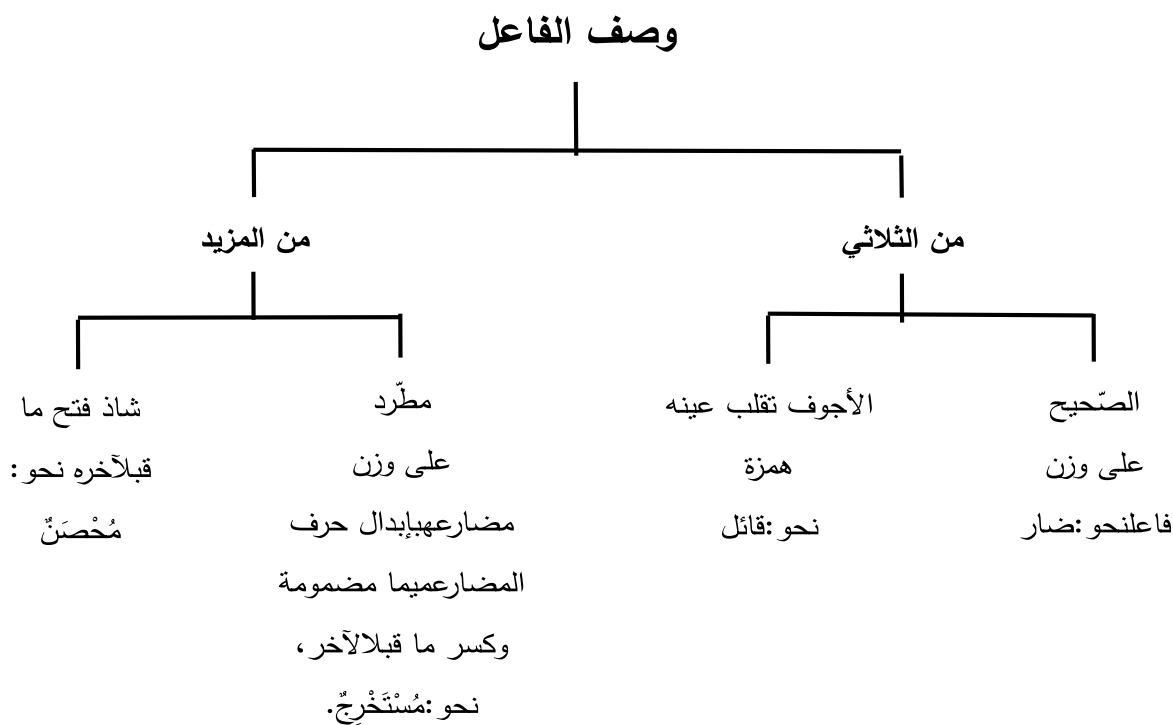 وصف الفاعل
من الثلاثي
من المزيد
الصّحيح
على وزن
فاعلنحو :ضار
الأجوف تقلب عينه
همزة
نحو :قائل
مطّرد
على وزن
مضارعهبإبدال حرف
المضارعميما مضمومة
وكسر ما قبلالآخر،
نحو :مُسْتَخْرِجٌ.
شاذ فتح ما
قبلآخره نحو :
مُحْصَنٌ